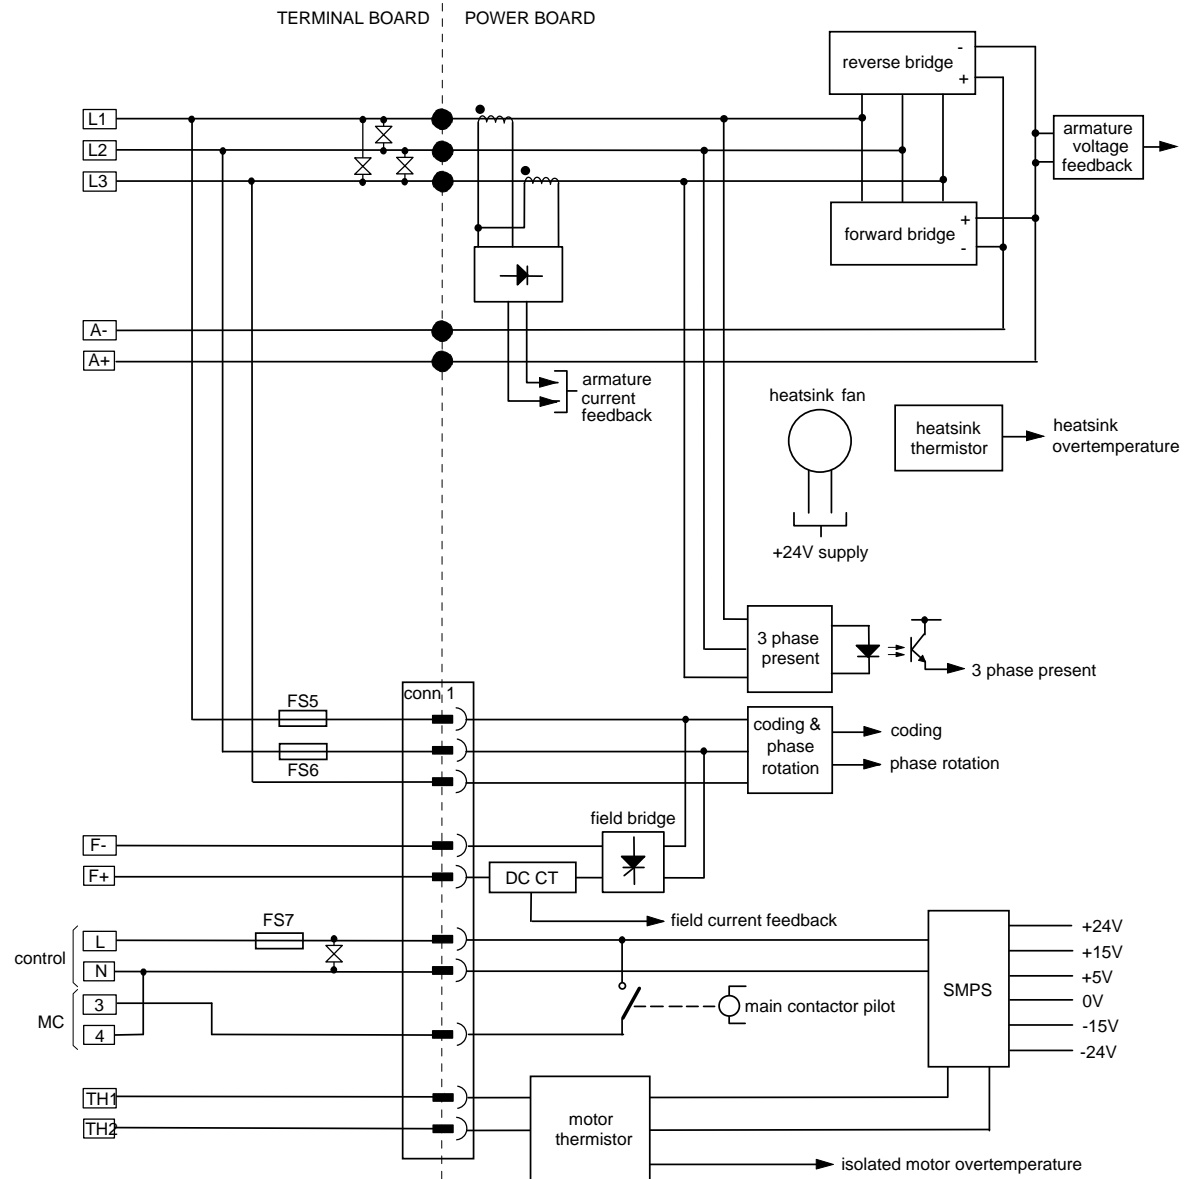 TERMINAL BOARD
POWER BOARD
reverse bridge
-
+
L1
L2
L3
armature
voltage
feedback
forward bridge
+
-
A-
A+
armature
current
feedback
heatsink fan
+24V supply
heatsink
thermistor
heatsink
overtemperature
3 phase
present
3 phase present
conn 1
FS5
FS6
coding &
phase
rotation
coding
phase rotation
field bridge
F-
F+
DC CT
field current feedback
FS7
control
L
N
MC
3
4
main contactor pilot
SMPS
+24V
+15V
+5V
0V
-15V
-24V
TH1
TH2
motor
thermistor
isolated motor overtemperature